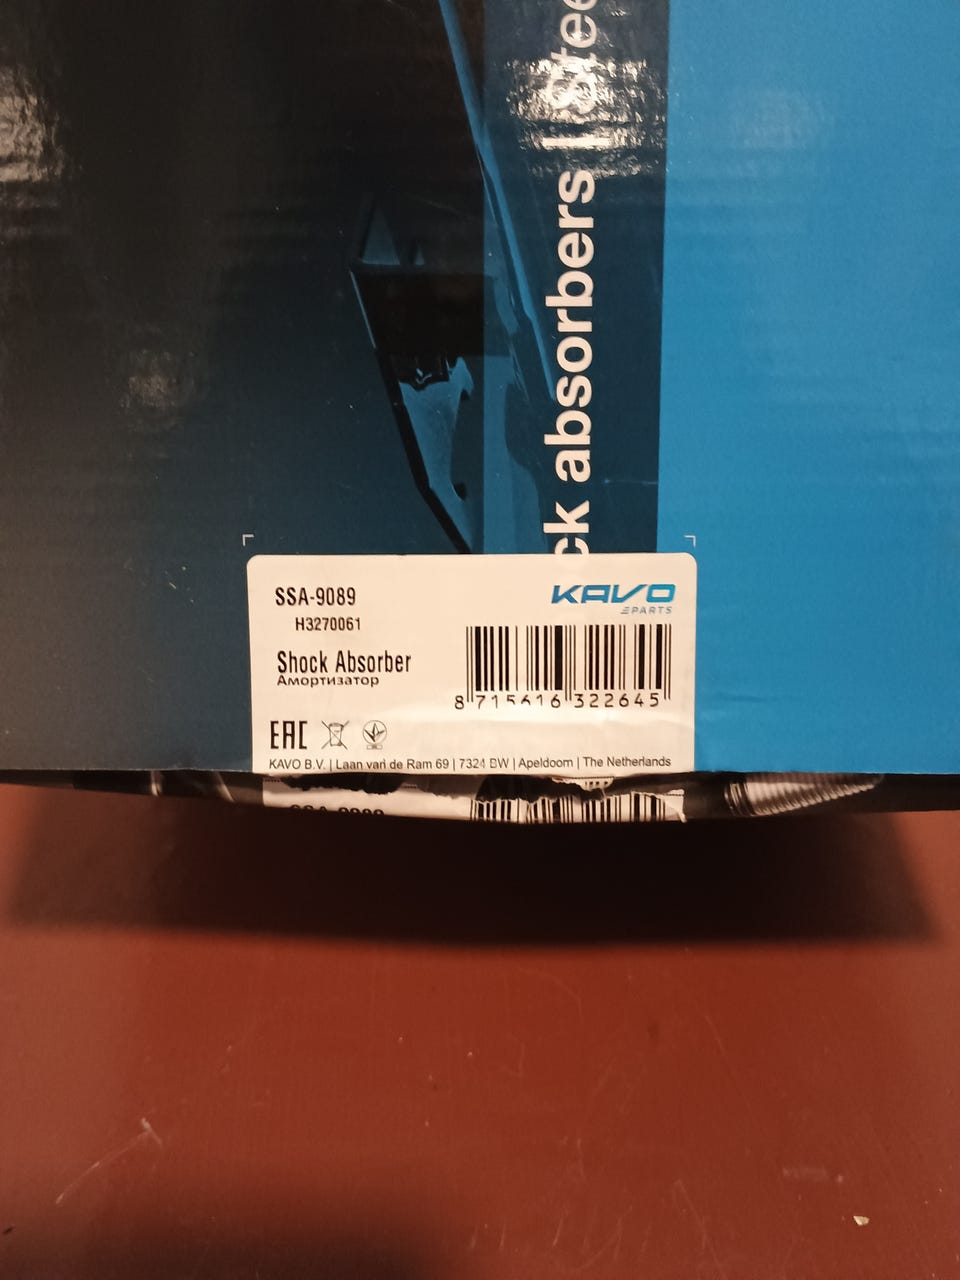 ck absorbers | Stee
SSA-9089
H3270061
KAVO
PARTS
Shock Absorber
Амортизатор
8 715616 322645
EAC
KAVO B.V. | Laan van de Ram 69 | 7324 BW | Apeldoorn | The Netherlands